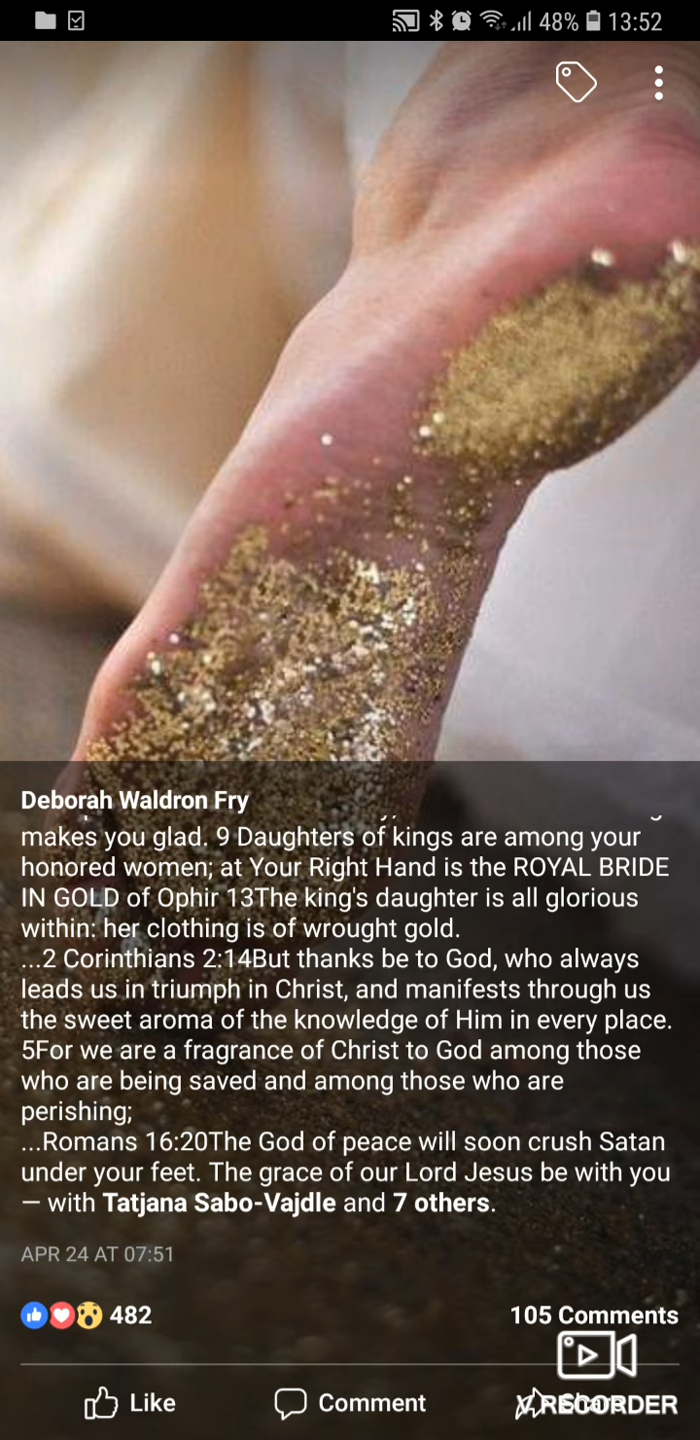 48% 13:52
Deborah Waldron Fry
makes you glad. 9 Daughters of kings are among your
honored women; at Your Right Hand is the ROYAL BRIDE
IN GOLD of Ophir 13The king's daughter is all glorious
within: her clothing is of wrought gold.
...2 Corinthians 2:14But thanks be to God, who always
leads us in triumph in Christ, and manifests through us
the sweet aroma of the knowledge of Him in every place.
5For we are a fragrance of Christ to God among those
who are being saved and among those who are
perishing;
...Romans 16:20The God of peace will soon crush Satan
under your feet. The grace of our Lord Jesus be with you
— with Tatjana Sabo-Vajdle and 7 others.
APR 24 AT 07:51
482 105 Comments
Like Comment
V RECORDER